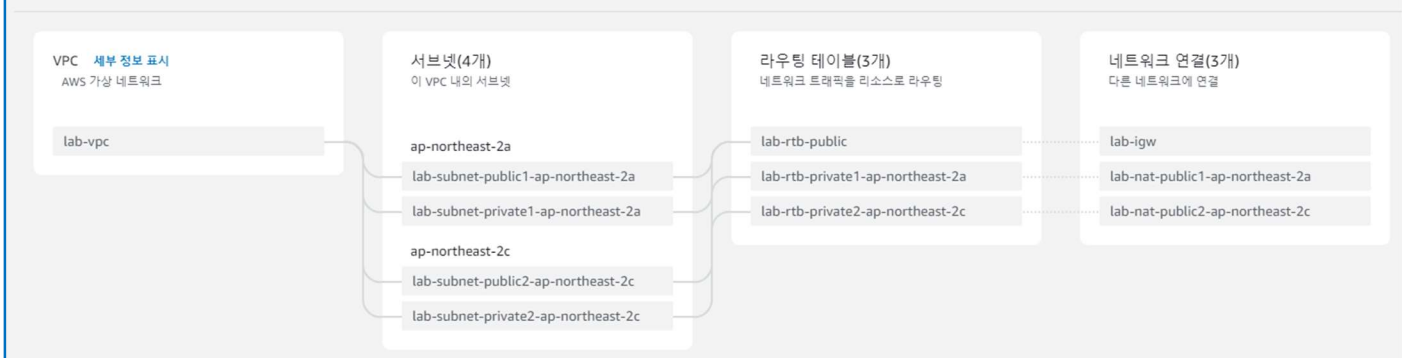 VPC 세부 정보 표시
AWS 가상 네트워크
lab-vpc
서브넷(4개)
이 VPC 내의 서브넷
ap-northeast-2a
lab-subnet-public1-ap-northeast-2a
lab-subnet-private1-ap-northeast-2a
ap-northeast-2c
lab-subnet-public2-ap-northeast-2c
lab-subnet-private2-ap-northeast-2c
라우팅 테이블(3개)
네트워크 트래픽을 리소스로 라우팅
lab-rtb-public
lab-rtb-private1-ap-northeast-2a
lab-rtb-private2-ap-northeast-2c
네트워크 연결(3개)
다른 네트워크에 연결
lab-igw
lab-nat-public1-ap-northeast-2a
lab-nat-public2-ap-northeast-2c